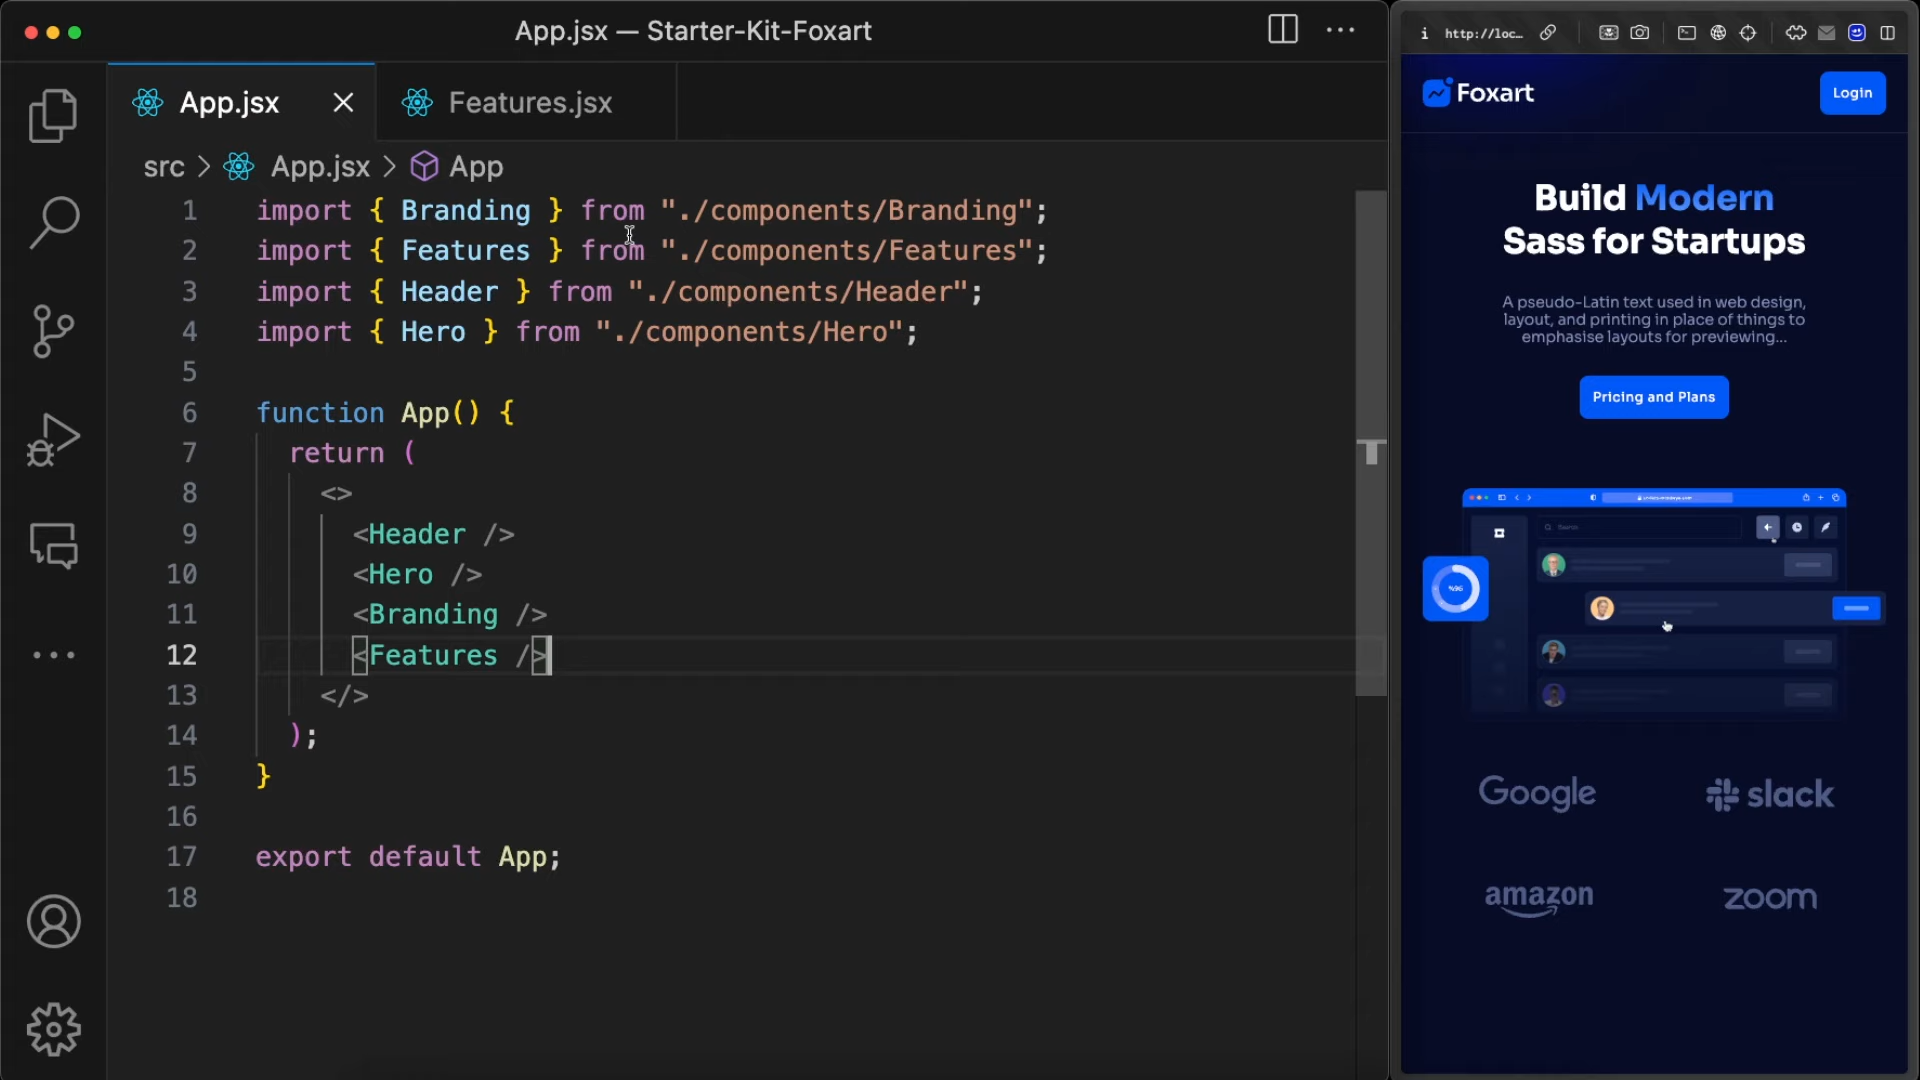 App.jsx — Starter-Kit-Foxart
App.jsx
Features.jsx
src > App.jsx > App
1 import { Branding } from "./components/Branding";
2 import { Features } from "./components/Features";
3 import { Header } from "./components/Header";
4 import { Hero } from "./components/Hero";
5
6 function App() {
7 return (
8 <>
9 <Header />
10 <Hero />
11 <Branding />
12 <Features />
13 </>
14 );
15 }
16
17 export default App;
18
http://loc…
Foxart
Login
Build Modern
Sass for Startups
A pseudo-Latin text used in web design,
layout, and printing in place of things to
emphasise layouts for previewing...
Pricing and Plans
Search
%96
Google
slack
amazon
zoom